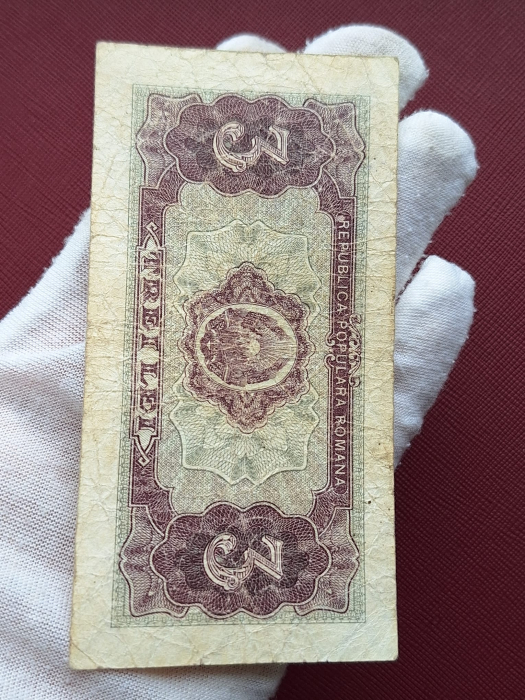 REPUBLICA POPULARA ROMANA
3
3
TREI LEI